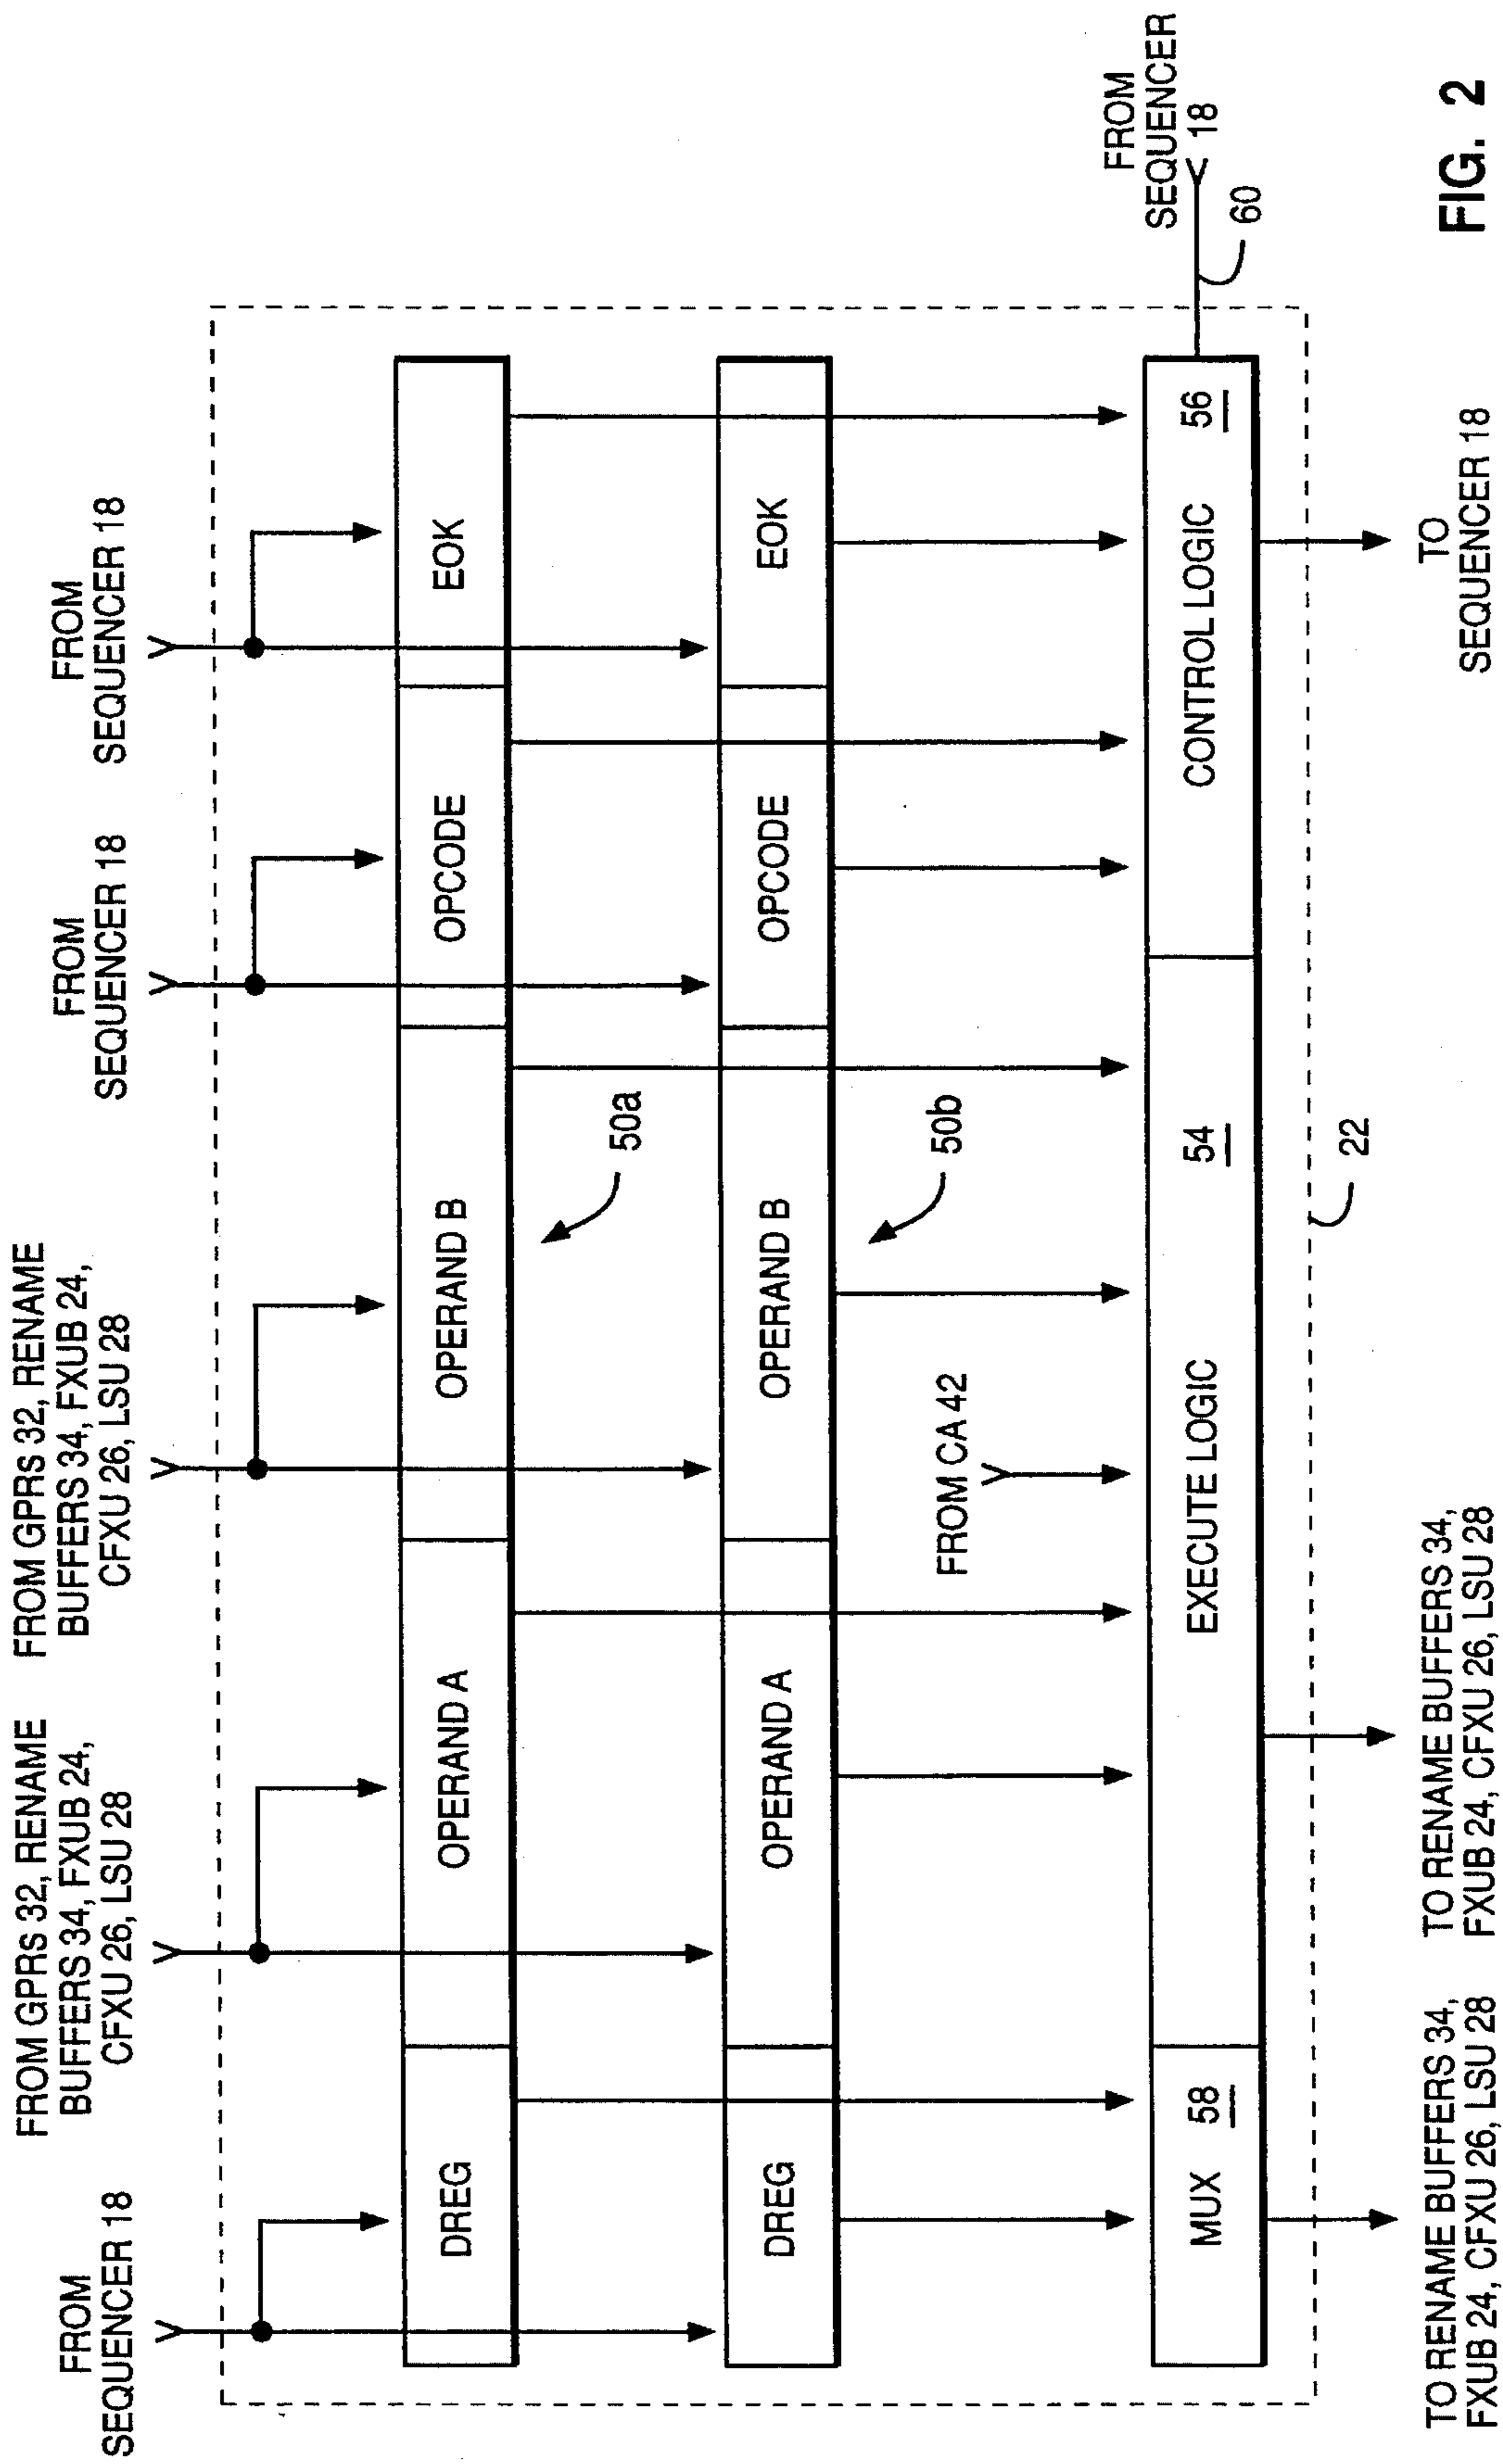 FROM
SEQUENCER 18
FROM GPRS 32, RENAME
BUFFERS 34, FXUB 24,
CFXU 26, LSU 28
FROM GPRS 32, RENAME
BUFFERS 34, FXUB 24,
CFXU 26, LSU 28
FROM
SEQUENCER 18
FROM
SEQUENCER 18
DREG
OPERAND A
OPERAND B
OPCODE
EOK
50a
DREG
OPERAND A
OPERAND B
OPCODE
EOK
50b
FROM CA 42
FROM
SEQUENCER
18
60
MUX 58
EXECUTE LOGIC 54
CONTROL LOGIC 56
22
TO RENAME BUFFERS 34,
FXUB 24, CFXU 26, LSU 28
TO RENAME BUFFERS 34,
FXUB 24, CFXU 26, LSU 28
TO
SEQUENCER 18
FIG. 2